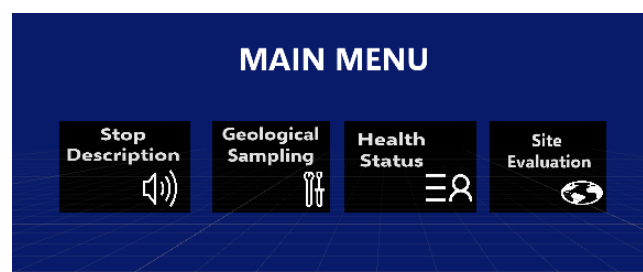 MAIN MENU
Stop
Description
Geological
Sampling
Health
Status
Site
Evaluation